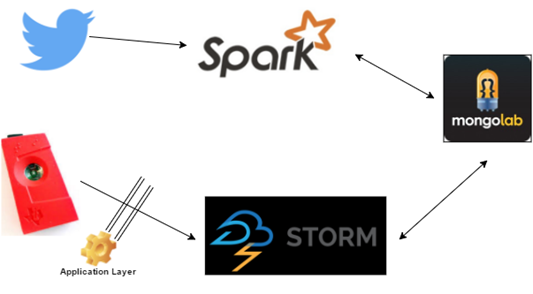 Spark
mongolab
STORM
Application Layer